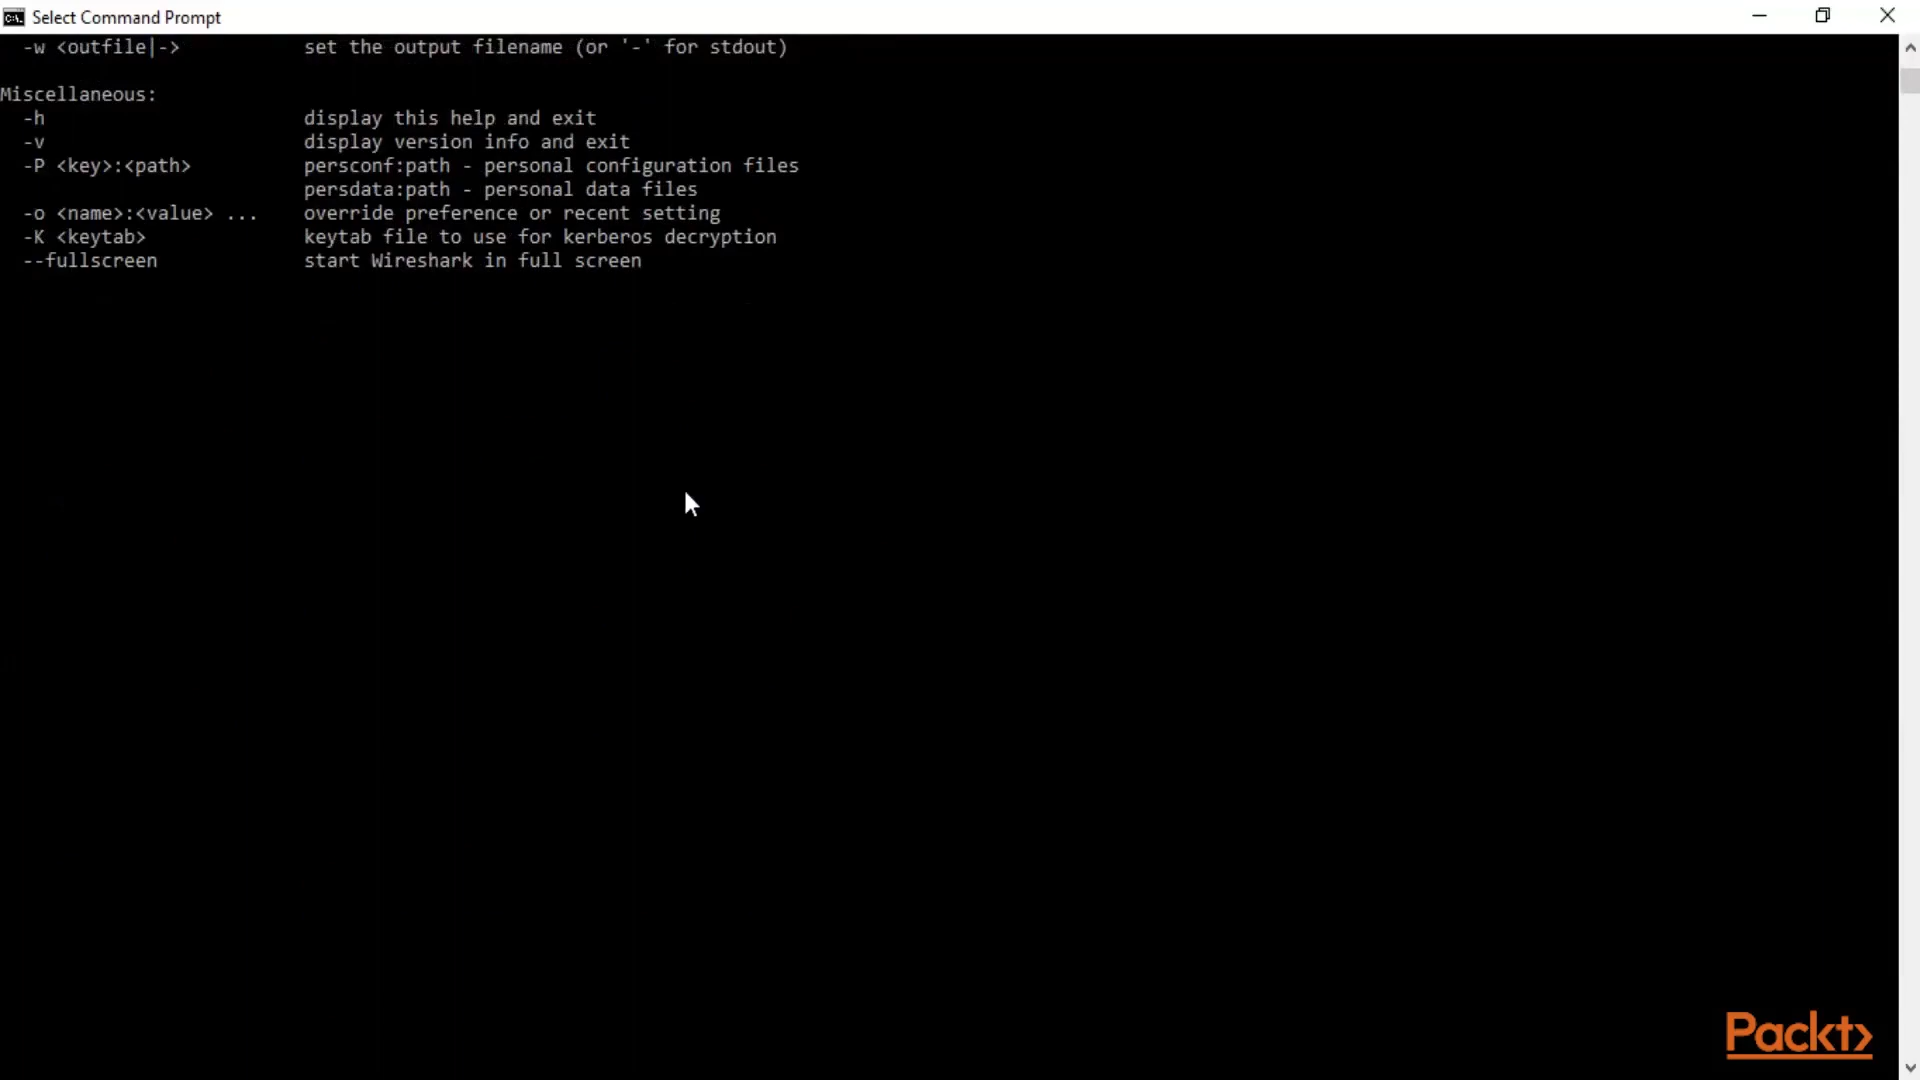 Select Command Prompt
-w <outfile|-> set the output filename (or '-' for stdout)
Miscellaneous:
-h display this help and exit
-v display version info and exit
-P <key>:<path> persconf:path - personal configuration files
persdata:path - personal data files
-o <name>:<value> ... override preference or recent setting
-K <keytab> keytab file to use for kerberos decryption
--fullscreen start Wireshark in full screen
Packt>